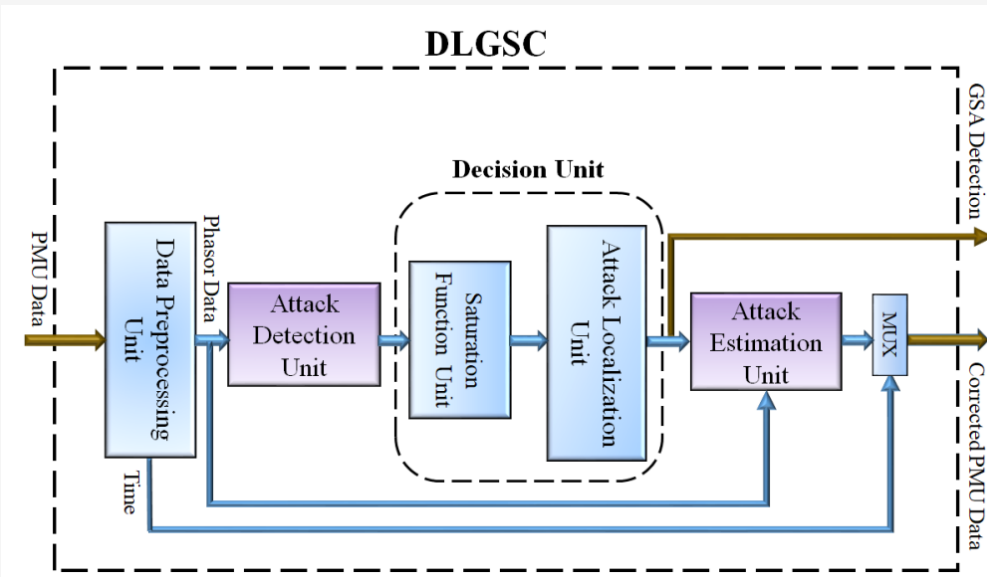 DLGSC
GSA Detection
Decision Unit
PMU Data
Data Preprocessing
Unit
Phasor Data
Attack
Detection
Unit
Saturation
Function Unit
Attack Localization
Unit
Attack
Estimation
Unit
MUX
Time
Corrected PMU Data